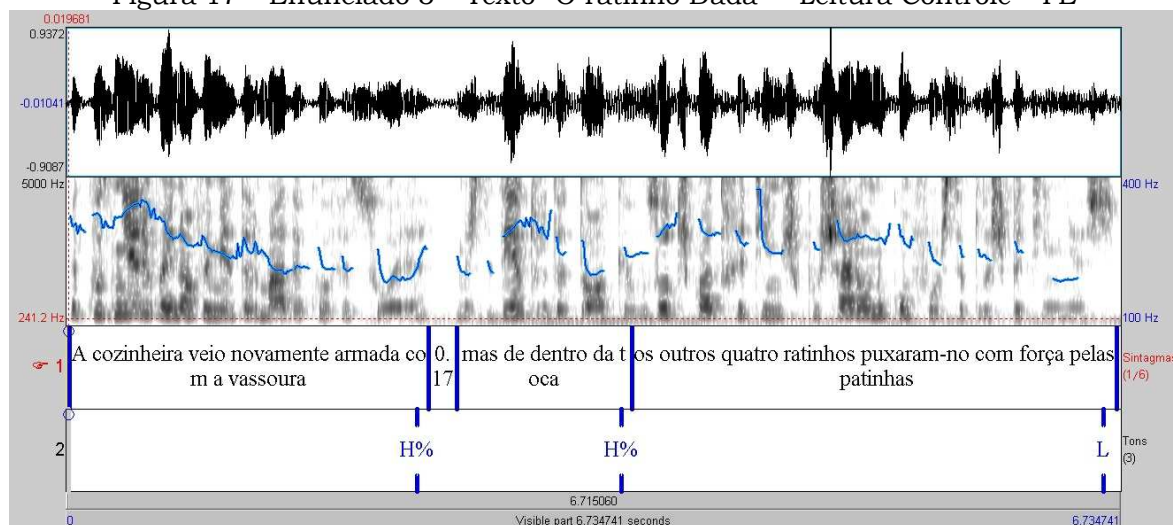 0.019681
0.9372
-0.01041
-0.9087
5000 Hz
400 Hz
241.2 Hz
100 Hz
1
A cozinheira veio novamente armada co
m a vassoura
0.
17
mas de dentro da t
oca
os outros quatro ratinhos puxaram-no com força pelas
patinhas
Sintagmas
(1/6)
2
H%
H%
L
Tons
(3)
6.715060
0
Visible part 6.734741 seconds
6.734741